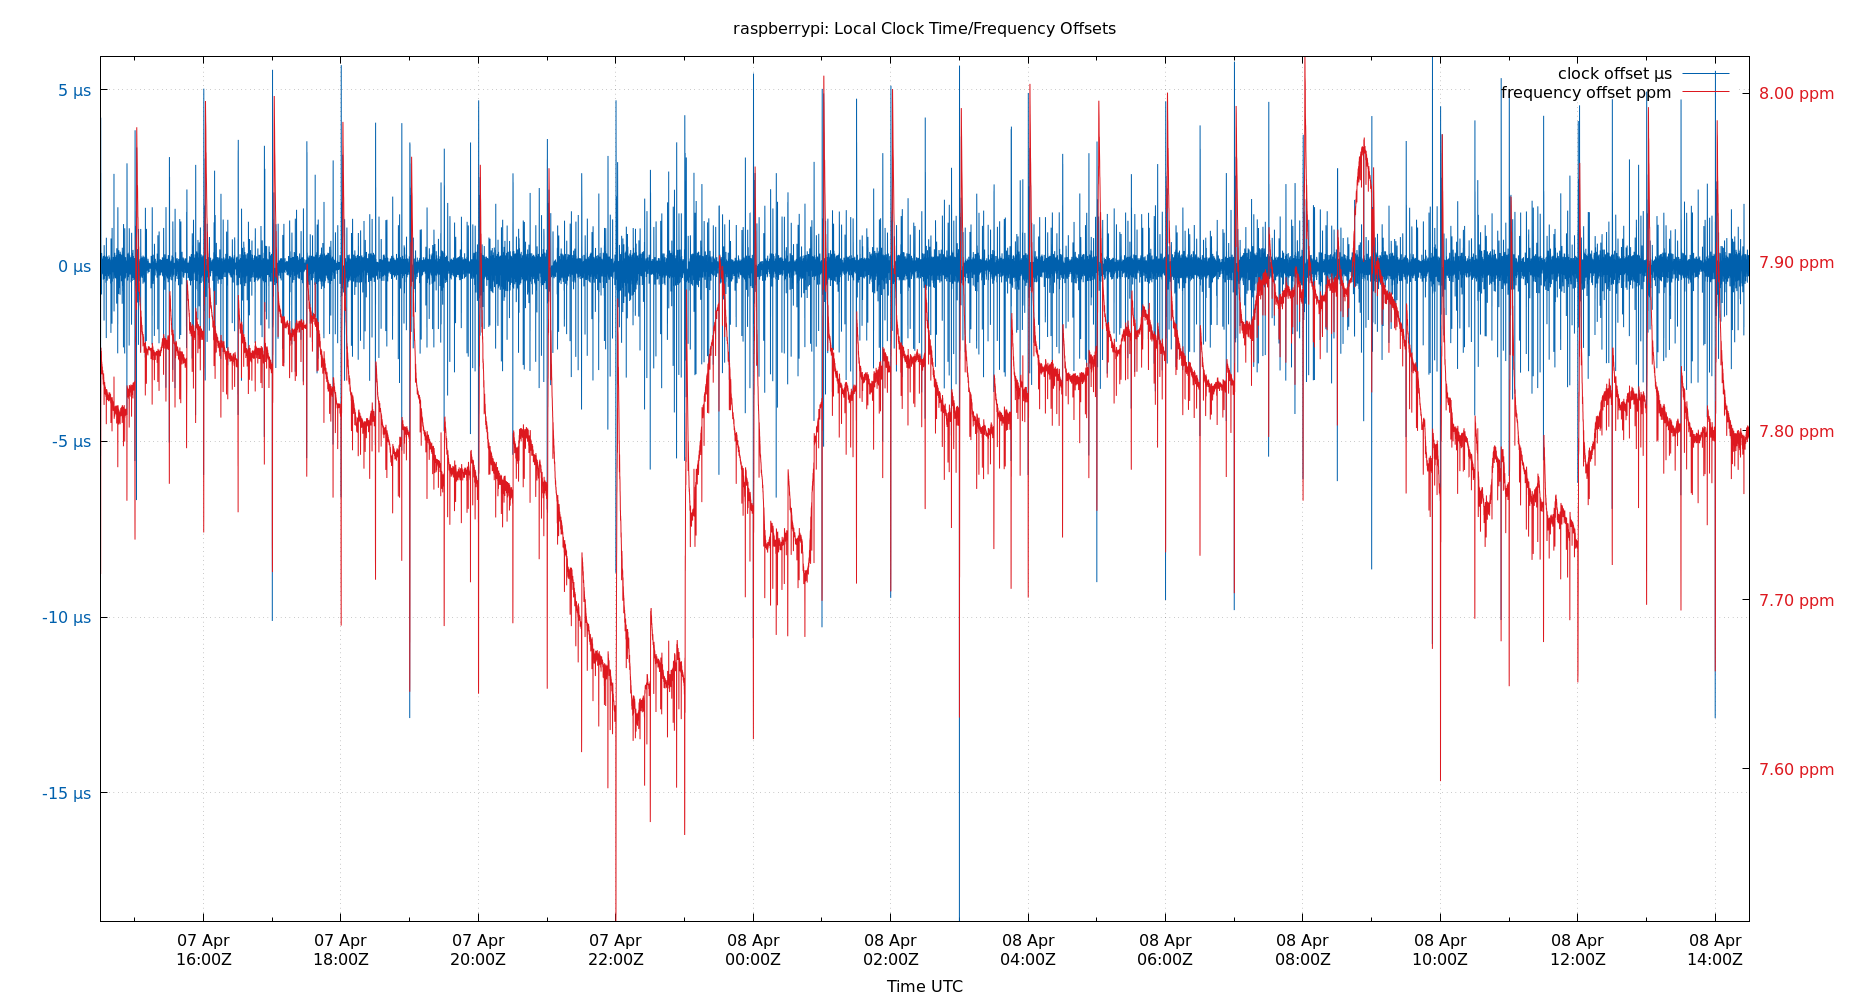 raspberrypi: Local Clock Time/Frequency Offsets
clock offset µs
frequency offset ppm
5 µs
0 µs
-5 µs
-10 µs
-15 µs
8.00 ppm
7.90 ppm
7.80 ppm
7.70 ppm
7.60 ppm
07 Apr 07 Apr 07 Apr 07 Apr 08 Apr 08 Apr 08 Apr 08 Apr 08 Apr 08 Apr 08 Apr 08 Apr
16:00Z 18:00Z 20:00Z 22:00Z 00:00Z 02:00Z 04:00Z 06:00Z 08:00Z 10:00Z 12:00Z 14:00Z
Time UTC